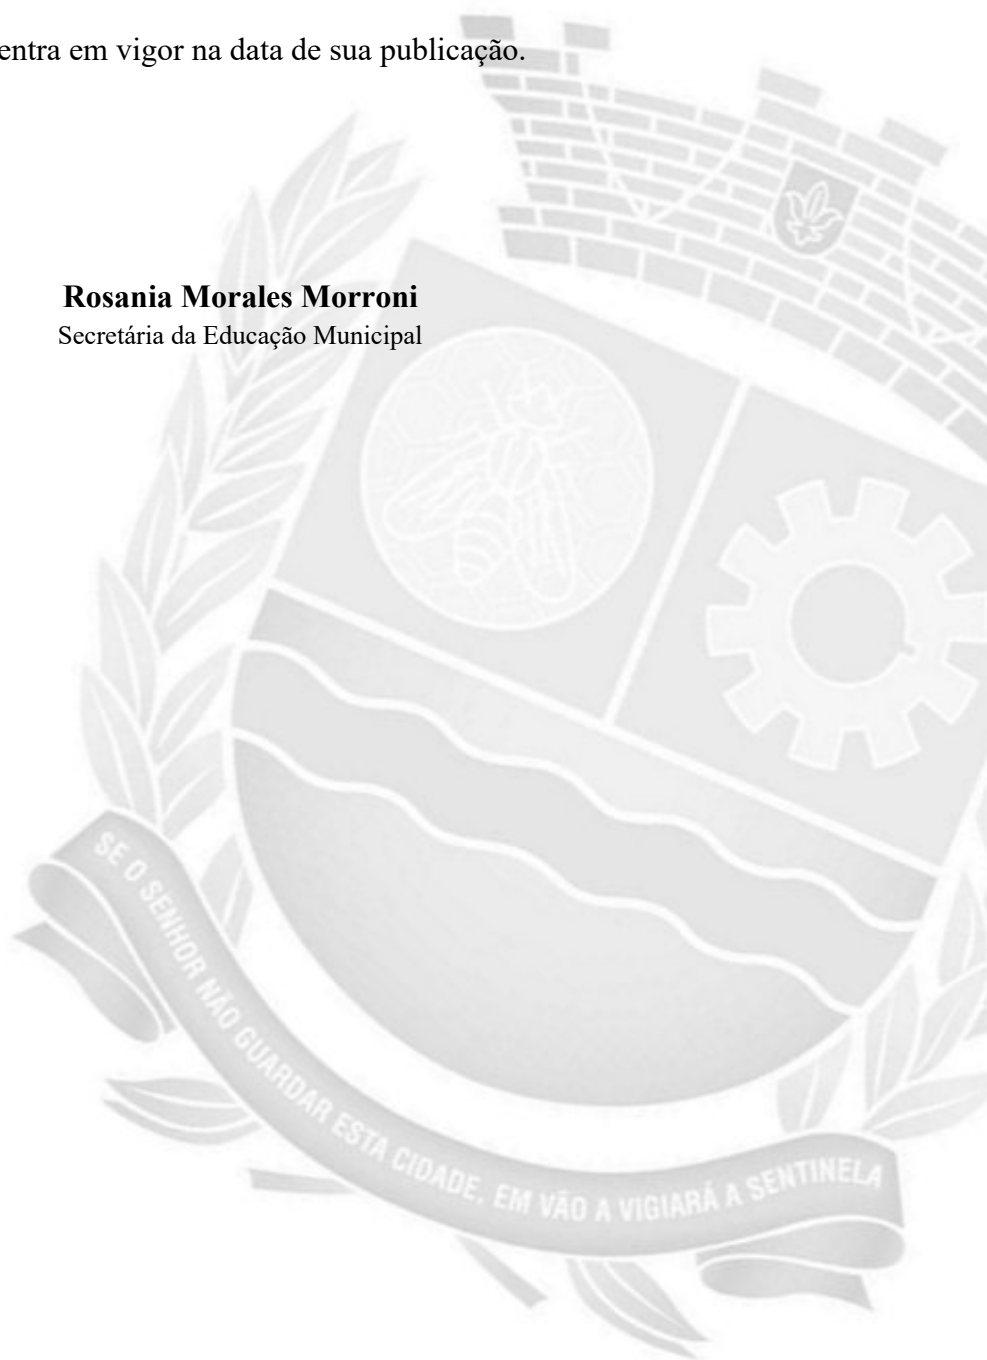 entra em vigor na data de sua publicação.
Rosania Morales Morroni
Secretária da Educação Municipal
SE O SENHOR NÃO GUARDAR ESTA CIDADE, EM VÃO A VIGIARÁ A SENTINELA